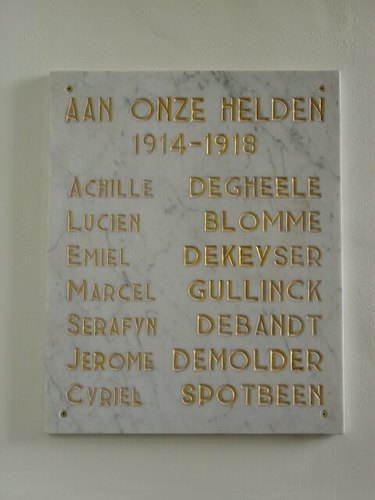 AAN ONZE HELDEN
1914-1918
ACHILLE DEGHEELE
LUCIEN BLOMME
EMIEL DEKEYSER
MARCEL GULLINCK
SERAFYN DEBANDT
JEROME DEMOLDER
CYRIEL SPOTBEEN